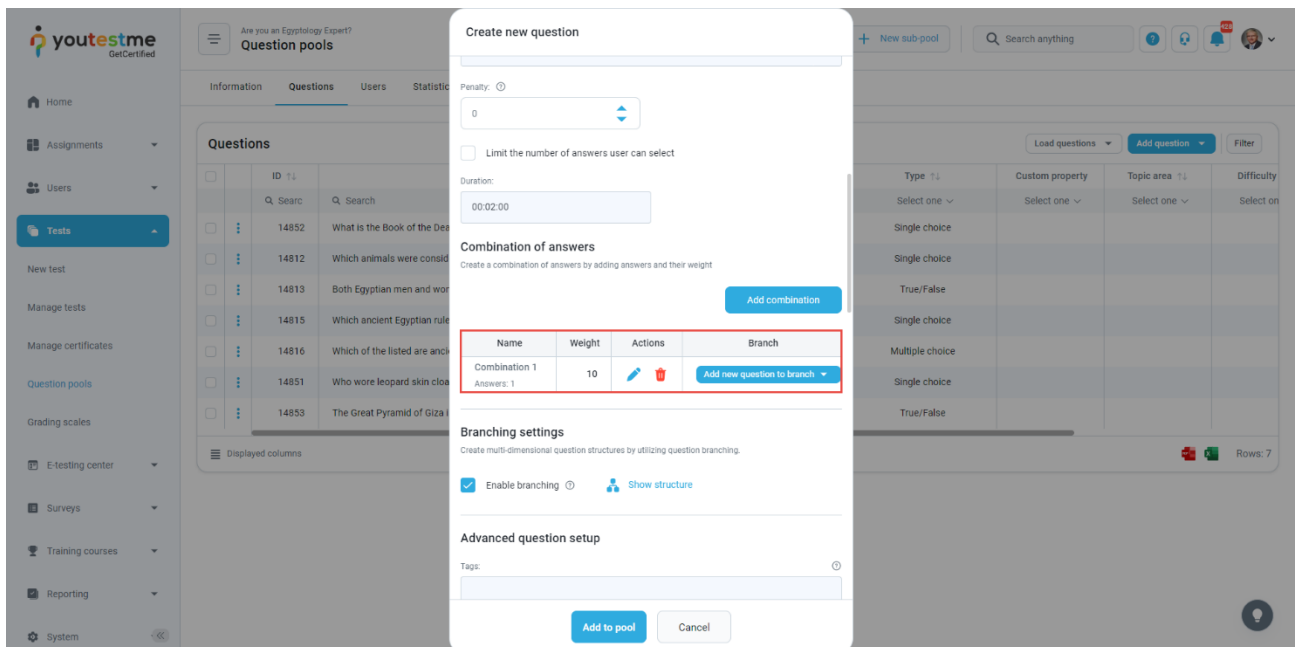 youtestme
GetCertified
Home
Assignments
Users
Tests
New test
Manage tests
Manage certificates
Question pools
Grading scales
E-testing center
Surveys
Training courses
Reporting
System
Are you an Egyptology Expert?
Question pools
+ New sub-pool
Search anything
Information Questions Users Statistic
Questions
Load questions Add question Filter
ID Type Custom property Topic area Difficulty
Searc Search Select one Select one Select one Select on
14852 What is the Book of the Dea Single choice
14812 Which animals were consid Single choice
14813 Both Egyptian men and wor True/False
14815 Which ancient Egyptian rule Single choice
14816 Which of the listed are anci Multiple choice
14851 Who wore leopard skin cloa Single choice
14853 The Great Pyramid of Giza i True/False
Displayed columns Rows: 7
Create new question
Penalty:
0
Limit the number of answers user can select
Duration:
00:02:00
Combination of answers
Create a combination of answers by adding answers and their weight
Add combination
Name Weight Actions Branch
Combination 1 10 Add new question to branch
Answers: 1
Branching settings
Create multi-dimensional question structures by utilizing question branching.
Enable branching Show structure
Advanced question setup
Tags:
Add to pool Cancel